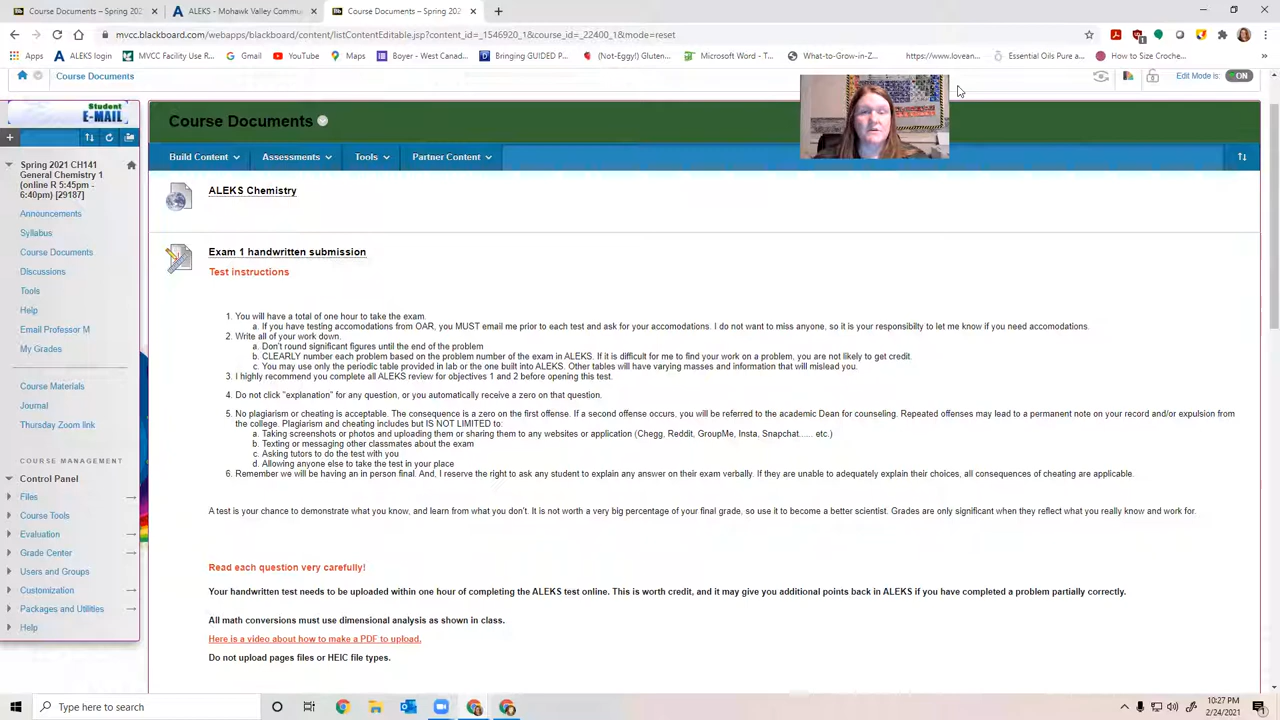 Course Documents – Spring 202
ALEKS - Mohawk Valley Commu
Course Documents – Spring 202
mvcc.blackboard.com/webapps/blackboard/content/listContentEditable.jsp?content_id=_1546920_1&course_id=_22400_1&mode=reset
Apps
ALEKS login
MVCC Facility Use R...
Gmail
YouTube
Maps
Boyer - West Canad...
Bringing GUIDED P...
(Not-Eggy!) Gluten...
Microsoft Word - T...
What-to-Grow-in-Z...
https://www.lovean...
Essential Oils Pure a...
How to Size Croche...
Course Documents
Edit Mode is:
ON
Student
E-MAIL
Course Documents
Build Content
Assessments
Tools
Partner Content
Spring 2021 CH141
General Chemistry 1
(online R 5:45pm -
6:40pm) [29187]
Announcements
Syllabus
Course Documents
Discussions
Tools
Help
Email Professor M
My Grades
Course Materials
Journal
Thursday Zoom link
COURSE MANAGEMENT
Control Panel
Files
Course Tools
Evaluation
Grade Center
Users and Groups
Customization
Packages and Utilities
Help
ALEKS Chemistry
Exam 1 handwritten submission
Test instructions
1. You will have a total of one hour to take the exam.
a. If you have testing accomodations from OAR, you MUST email me prior to each test and ask for your accomodations. I do not want to miss anyone, so it is your responsibilty to let me know if you need accomodations.
2. Write all of your work down.
a. Don't round significant figures until the end of the problem
b. CLEARLY number each problem based on the problem number of the exam in ALEKS. If it is difficult for me to find your work on a problem, you are not likely to get credit.
c. You may use only the periodic table provided in lab or the one built into ALEKS. Other tables will have varying masses and information that will mislead you.
3. I highly recommend you complete all ALEKS review for objectives 1 and 2 before opening this test.
4. Do not click "explanation" for any question, or you automatically receive a zero on that question.
5. No plagiarism or cheating is acceptable. The consequence is a zero on the first offense. If a second offense occurs, you will be referred to the academic Dean for counseling. Repeated offenses may lead to a permanent note on your record and/or expulsion from
the college. Plagiarism and cheating includes but IS NOT LIMITED to:
a. Taking screenshots or photos and uploading them or sharing them to any websites or application (Chegg, Reddit, GroupMe, Insta, Snapchat...... etc.)
b. Texting or messaging other classmates about the exam
c. Asking tutors to do the test with you
d. Allowing anyone else to take the test in your place
6. Remember we will be having an in person final. And, I reserve the right to ask any student to explain any answer on their exam verbally. If they are unable to adequately explain their choices, all consequences of cheating are applicable.
A test is your chance to demonstrate what you know, and learn from what you don't. It is not worth a very big percentage of your final grade, so use it to become a better scientist. Grades are only significant when they reflect what you really know and work for.
Read each question very carefully!
Your handwritten test needs to be uploaded within one hour of completing the ALEKS test online. This is worth credit, and it may give you additional points back in ALEKS if you have completed a problem partially correctly.
All math conversions must use dimensional analysis as shown in class.
Here is a video about how to make a PDF to upload.
Do not upload pages files or HEIC file types.
Type here to search
10:27 PM
2/24/2021